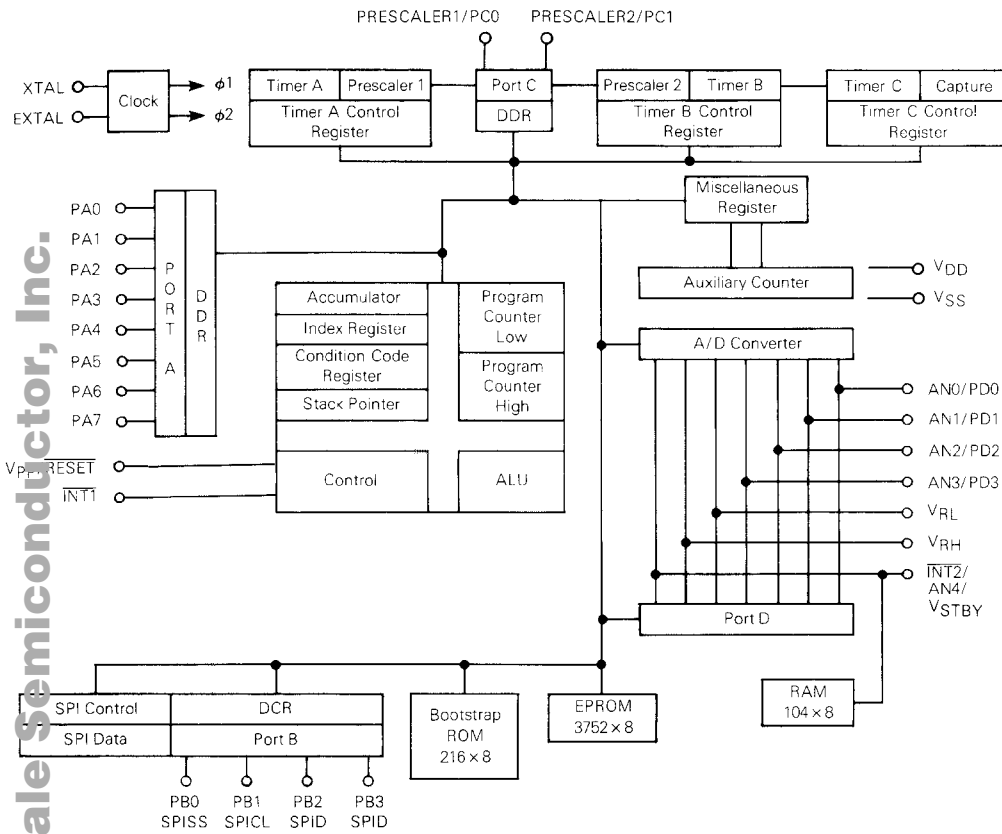 PRESCALER1/PC0 PRESCALER2/PC1
XTAL
EXTAL
Clock
ϕ1
ϕ2
Timer A Prescaler 1
Timer A Control
Register
Port C
DDR
Prescaler 2 Timer B
Timer B Control
Register
Timer C Capture
Timer C Control
Register
Miscellaneous
Register
Auxiliary Counter
VDD
VSS
PA0
PA1
PA2
PA3
PA4
PA5
PA6
PA7
PORT A
DDR
Accumulator
Index Register
Condition Code
Register
Stack Pointer
Program
Counter
Low
Program
Counter
High
Control
ALU
VPP/RESET
INT1
A/D Converter
AN0/PD0
AN1/PD1
AN2/PD2
AN3/PD3
VRL
VRH
INT2/
AN4/
VSTBY
Port D
SPI Control DCR
SPI Data Port B
Bootstrap
ROM
216×8
EPROM
3752×8
RAM
104×8
PB0 PB1 PB2 PB3
SPISS SPICL SPID SPID
ale Semiconductor, Inc.